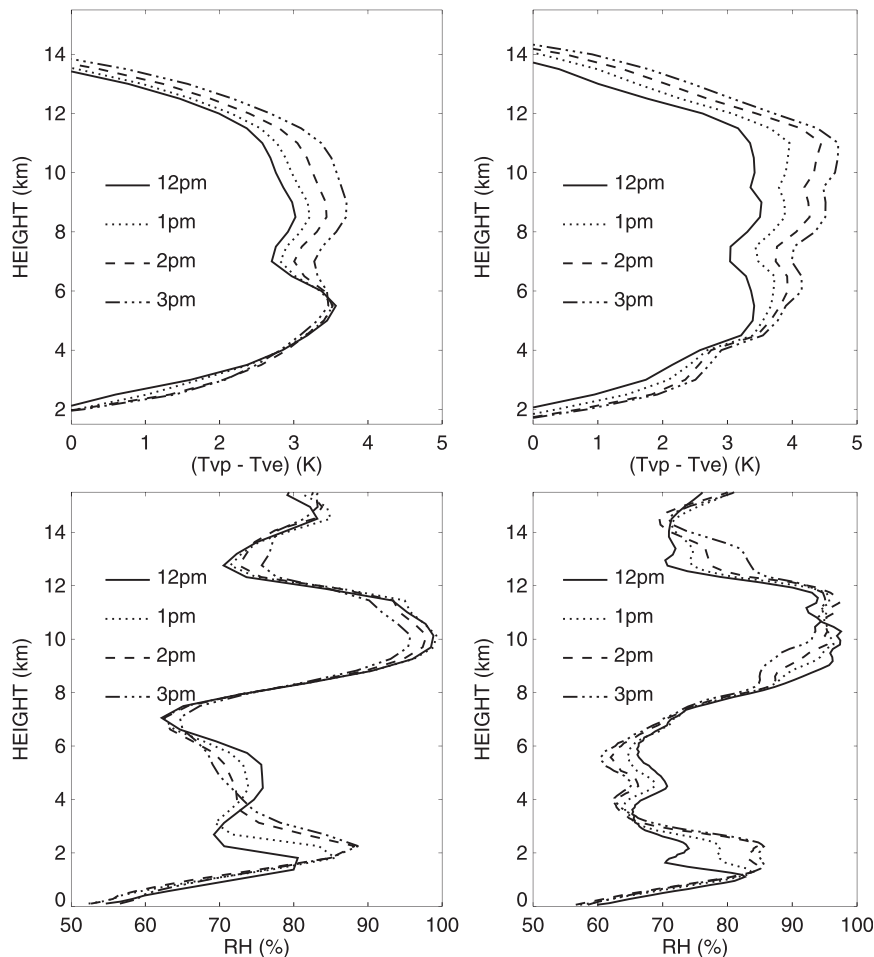 14
12
10
8
6
4
2
HEIGHT (km)
12pm
1pm
2pm
3pm
0 1 2 3 4 5
(Tvp - Tve) (K)
14
12
10
8
6
4
2
HEIGHT (km)
12pm
1pm
2pm
3pm
0 1 2 3 4 5
(Tvp - Tve) (K)
14
12
10
8
6
4
2
0
HEIGHT (km)
12pm
1pm
2pm
3pm
50 60 70 80 90 100
RH (%)
14
12
10
8
6
4
2
0
HEIGHT (km)
12pm
1pm
2pm
3pm
50 60 70 80 90 100
RH (%)